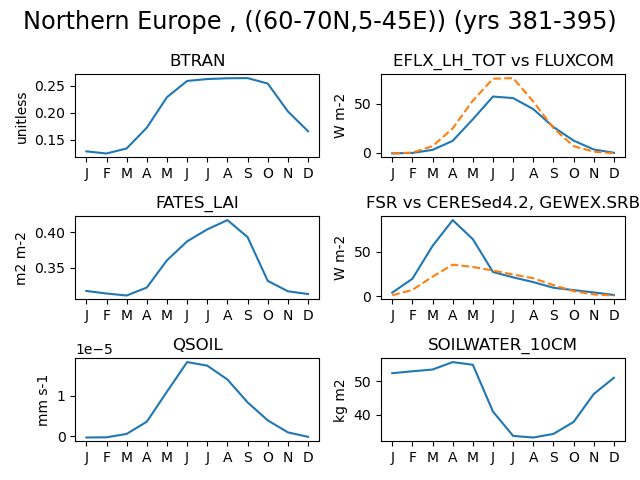 Northern Europe , ((60-70N,5-45E)) (yrs 381-395)
BTRAN
unitless
0.25
0.20
0.15
J F M A M J J A S O N D
EFLX_LH_TOT vs FLUXCOM
W m-2
50
0
J F M A M J J A S O N D
FATES_LAI
m2 m-2
0.40
0.35
J F M A M J J A S O N D
FSR vs CERESed4.2, GEWEX.SRB
W m-2
50
0
J F M A M J J A S O N D
QSOIL
1e−5
mm s-1
1
0
J F M A M J J A S O N D
SOILWATER_10CM
kg m2
50
40
J F M A M J J A S O N D